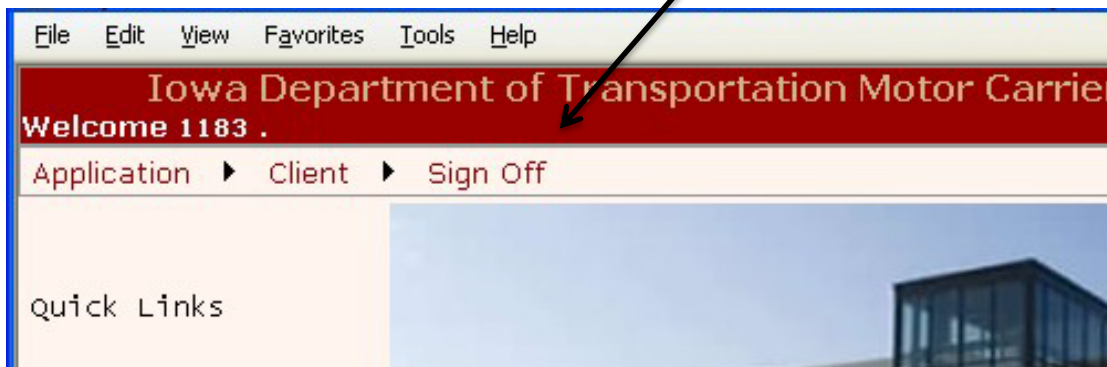 File Edit View Favorites Tools Help
Iowa Department of Transportation Motor Carrie
Welcome 1183 .
Application Client Sign Off
Quick Links